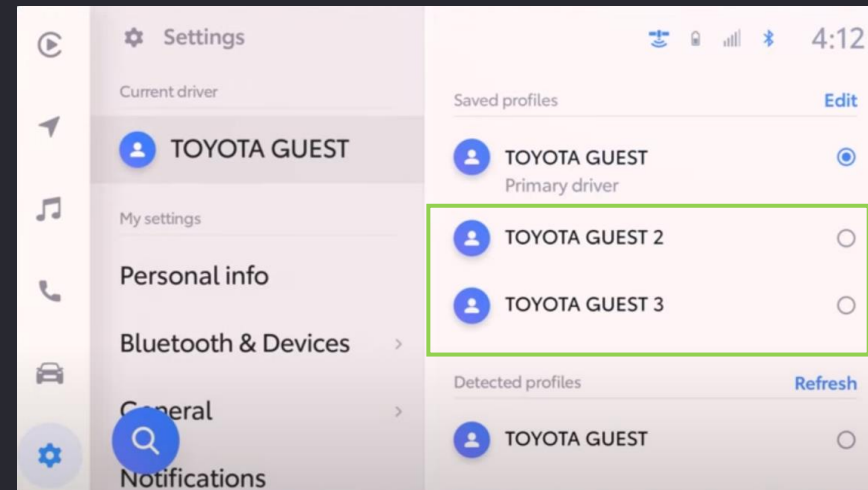 Settings
4:12
Current driver
TOYOTA GUEST
My settings
Personal info
Bluetooth & Devices
General
Notifications
Saved profiles
Edit
TOYOTA GUEST
Primary driver
TOYOTA GUEST 2
TOYOTA GUEST 3
Detected profiles
Refresh
TOYOTA GUEST